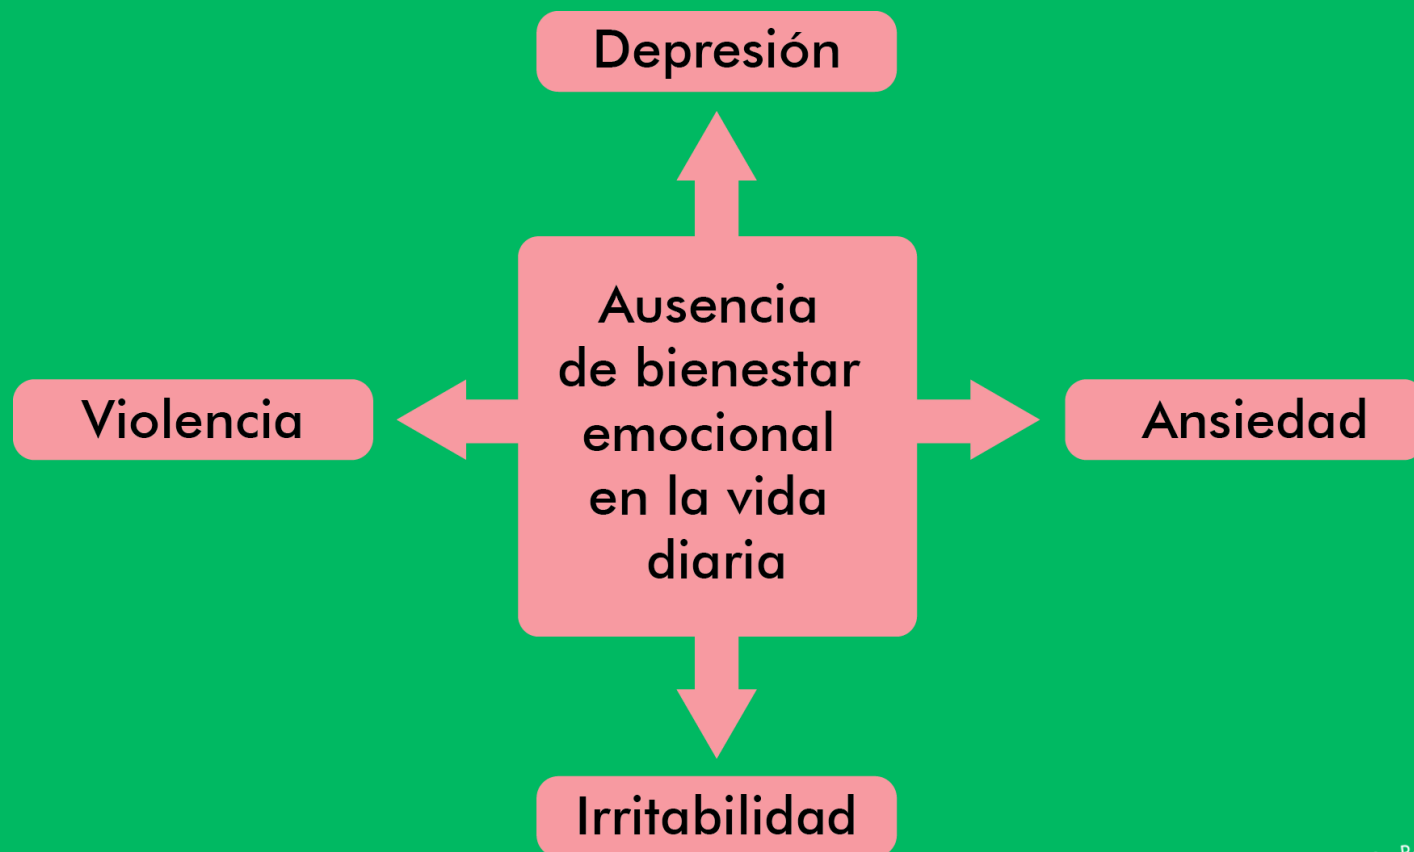 Depresión
Ausencia
de bienestar
emocional
en la vida
diaria
Violencia
Ansiedad
Irritabilidad